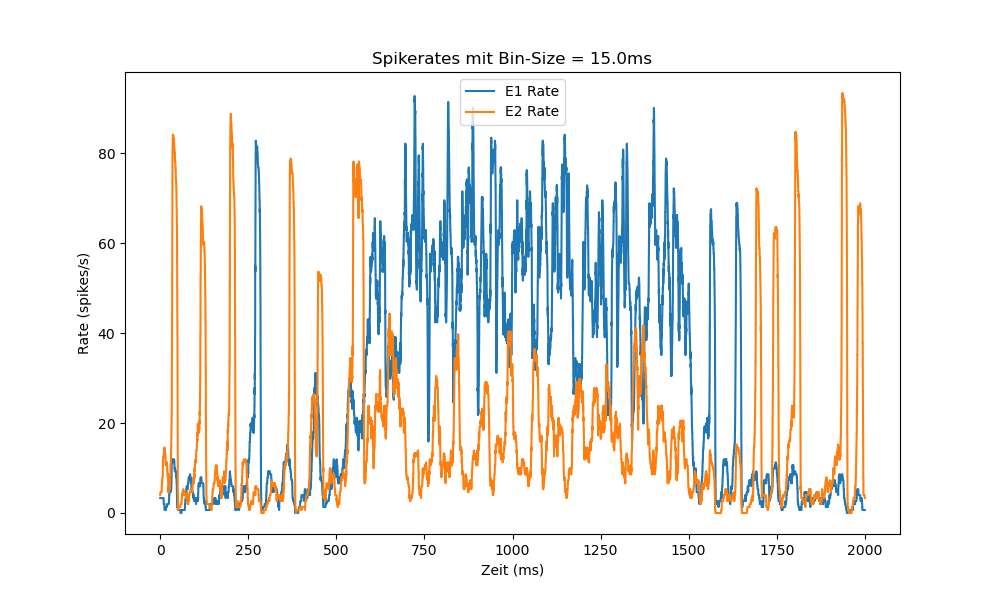 Spikerates mit Bin-Size = 15.0ms
E1 Rate
E2 Rate
Rate (spikes/s)
80
60
40
20
0
0 250 500 750 1000 1250 1500 1750 2000
Zeit (ms)